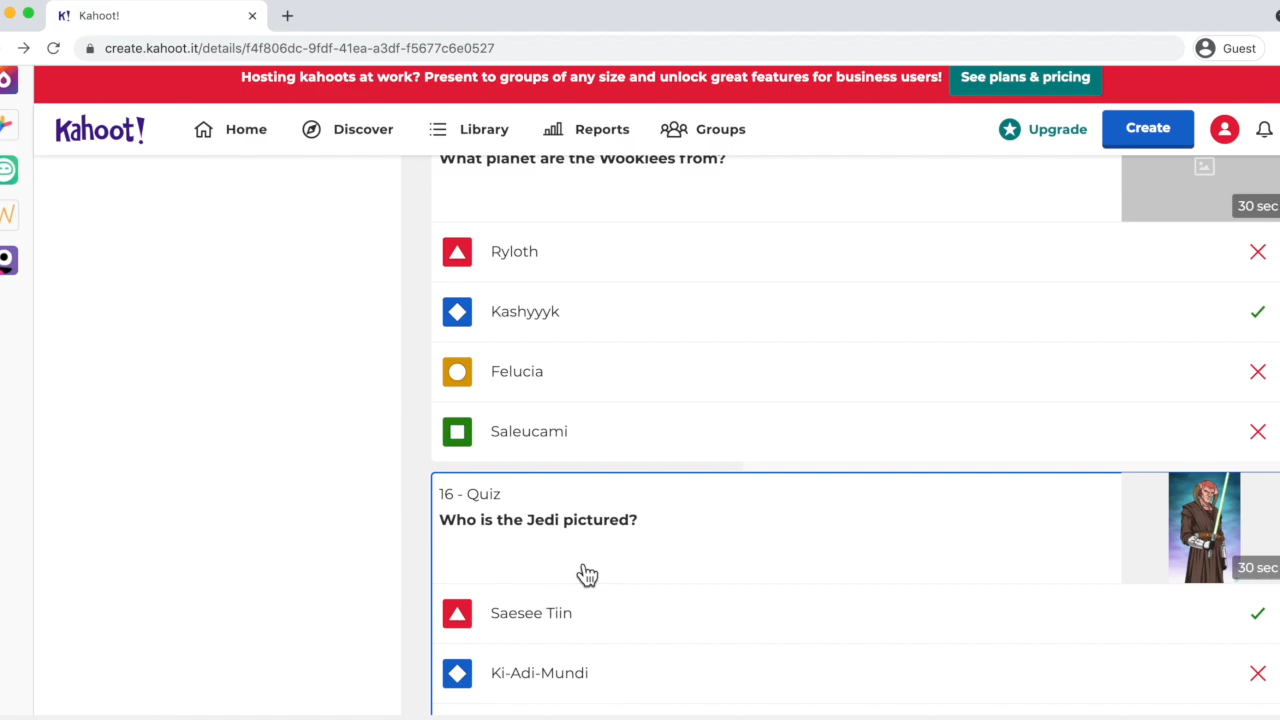 K! Kahoot!
create.kahoot.it/details/f4f806dc-9fdf-41ea-a3df-f5677c6e0527
Guest
Hosting kahoots at work? Present to groups of any size and unlock great features for business users! See plans & pricing
Kahoot! Home Discover Library Reports Groups Upgrade Create
What planet are the Wookiees from?
30 sec
Ryloth
Kashyyyk
Felucia
Saleucami
16 - Quiz
Who is the Jedi pictured?
30 sec
Saesee Tiin
Ki-Adi-Mundi